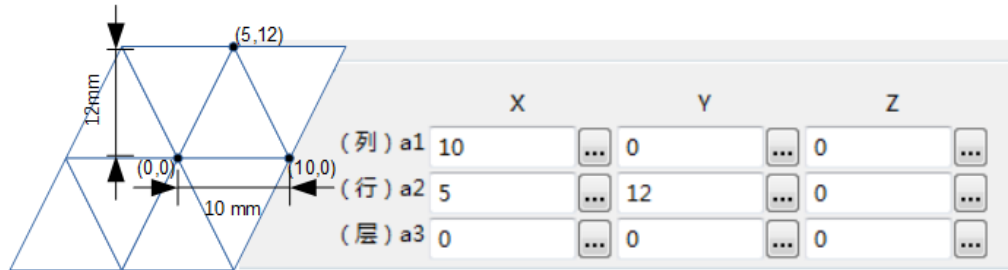 (5,12)
12mm
(0,0)
(10,0)
10 mm
X Y Z
(列) a1 10 ... 0 ... 0 ...
(行) a2 5 ... 12 ... 0 ...
(层) a3 0 ... 0 ... 0 ...